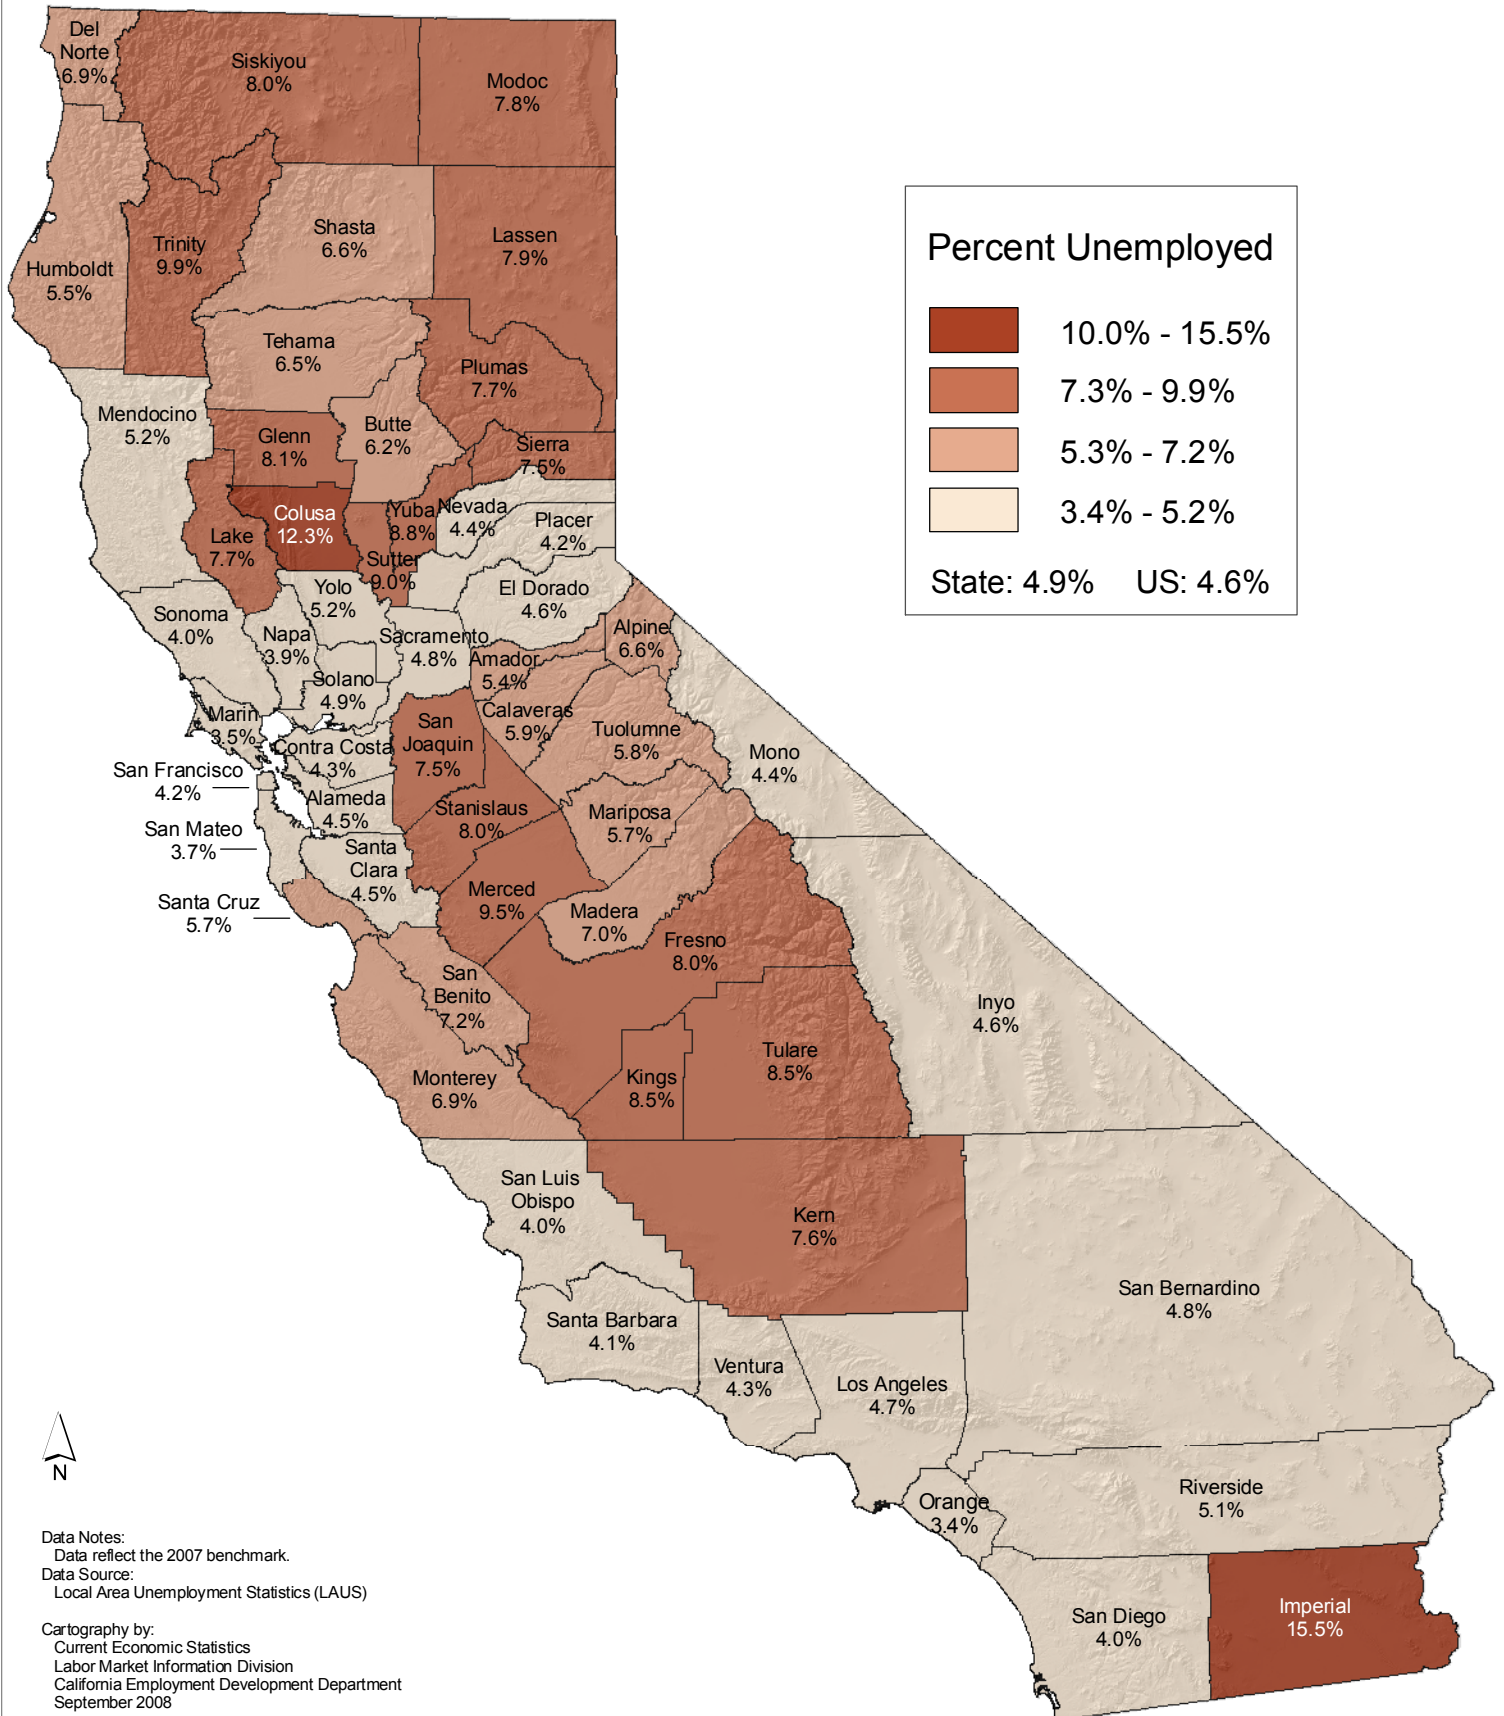 Del
Norte
6.9%
Siskiyou
8.0%
Modoc
7.8%
Humboldt
5.5%
Trinity
9.9%
Shasta
6.6%
Lassen
7.9%
Percent Unemployed
10.0% - 15.5%
7.3% - 9.9%
5.3% - 7.2%
3.4% - 5.2%
State: 4.9% US: 4.6%
Tehama
6.5%
Plumas
7.7%
Mendocino
5.2%
Glenn
8.1%
Butte
6.2%
Sierra
7.5%
Lake
7.7%
Colusa
12.3%
Yuba
8.8%
Nevada
4.4%
Placer
4.2%
Sutter
9.0%
Sonoma
4.0%
Napa
3.9%
Yolo
5.2%
El Dorado
4.6%
Sacramento
4.8%
Solano
4.9%
Amador
5.4%
Alpine
6.6%
Marin
3.5%
Contra Costa
4.3%
San
Joaquin
7.5%
Calaveras
5.9%
Tuolumne
5.8%
Mono
4.4%
San Francisco
4.2%
Alameda
4.5%
Stanislaus
8.0%
Mariposa
5.7%
San Mateo
3.7%
Santa
Clara
4.5%
Santa Cruz
5.7%
Merced
9.5%
Madera
7.0%
Fresno
8.0%
San
Benito
7.2%
Inyo
4.6%
Monterey
6.9%
Kings
8.5%
Tulare
8.5%
San Luis
Obispo
4.0%
Kern
7.6%
San Bernardino
4.8%
Santa Barbara
4.1%
Ventura
4.3%
Los Angeles
4.7%
Orange
3.4%
Riverside
5.1%
San Diego
4.0%
Imperial
15.5%
N
Data Notes:
Data reflect the 2007 benchmark.
Data Source:
Local Area Unemployment Statistics (LAUS)
Cartography by:
Current Economic Statistics
Labor Market Information Division
California Employment Development Department
September 2008